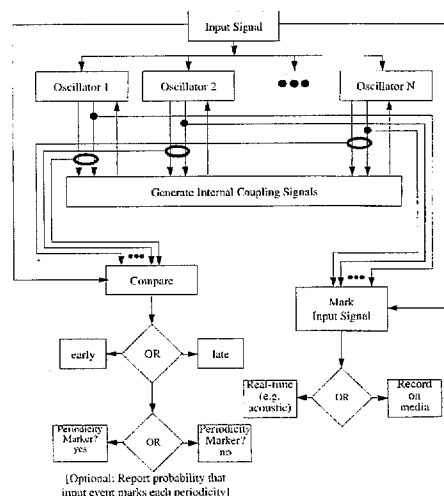 Input Signal
Oscillator 1
Oscillator 2
Oscillator N
Generate Internal Coupling Signals
Compare
Mark
Input Signal
early
OR
late
Real-time
(e.g.
acoustic)
OR
Record
on
media
Periodicity
Marker?
yes
OR
Periodicity
Marker?
no
[Optional: Report probability that
input event marks each periodicity]